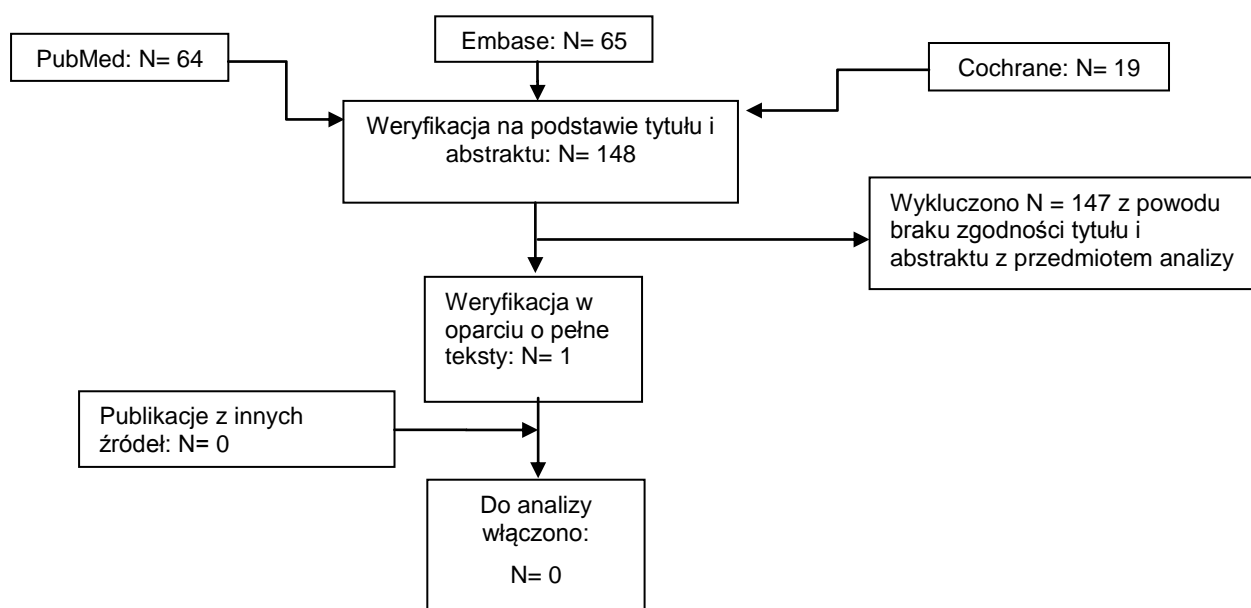 PubMed: N= 64
Embase: N= 65
Cochrane: N= 19
Weryfikacja na podstawie tytułu i
abstraktu: N= 148
Wykluczono N = 147 z powodu
braku zgodności tytułu i
abstraktu z przedmiotem analizy
Weryfikacja w
oparciu o pełne
teksty: N= 1
Publikacje z innych
źródeł: N= 0
Do analizy
włączono:
N= 0